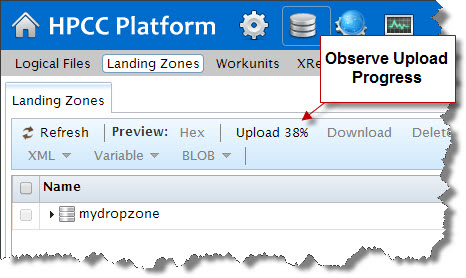 HPCC Platform
Logical Files Landing Zones Workunits XRe
Observe Upload
Progress
Landing Zones
Refresh Preview: Hex Upload 38% Download Delete
XML Variable BLOB
Name
mydropzone